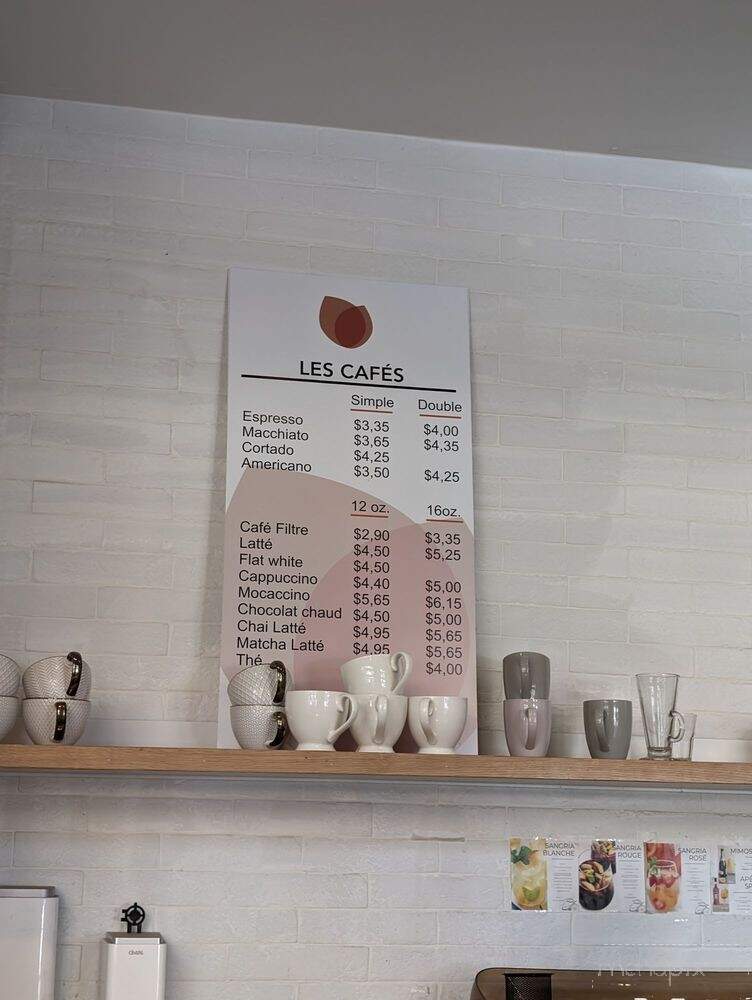 LES CAFÉS
Simple Double
Espresso $3,35 $4,00
Macchiato $3,65 $4,35
Cortado $4,25
Americano $3,50 $4,25
12 oz. 16oz.
Café Filtre $2,90 $3,35
Latté $4,50 $5,25
Flat white $4,50
Cappuccino $4,40 $5,00
Mocaccino $5,65 $6,15
Chocolat chaud $4,50 $5,00
Chai Latté $4,95 $5,65
Matcha Latté $4,95 $5,65
Thé $4,00
SANGRIA BLANCHE
SANGRIA ROUGE
SANGRIA ROSÉ
menupix